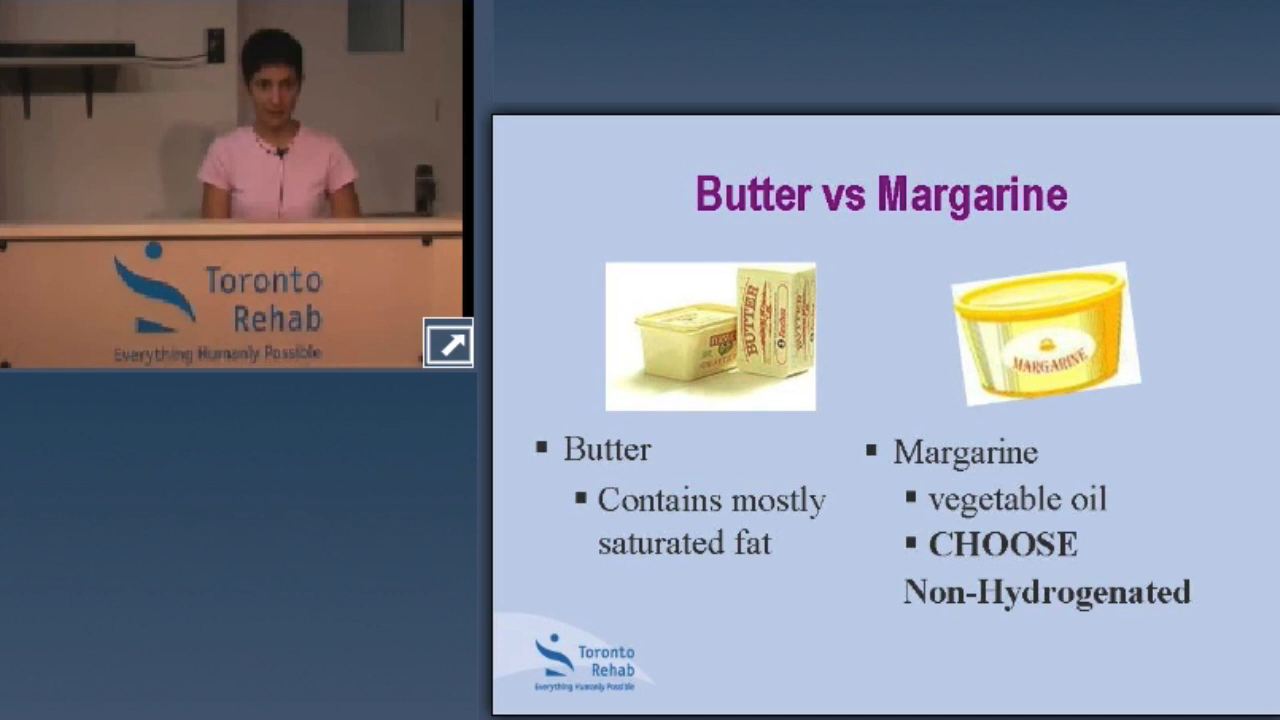 Toronto
Rehab
Everything Humanly Possible
Butter vs Margarine
BUTTER
BUTTER
MARGARINE
Butter
Contains mostly
saturated fat
Margarine
vegetable oil
CHOOSE
Non-Hydrogenated
Toronto
Rehab
Everything Humanly Possible